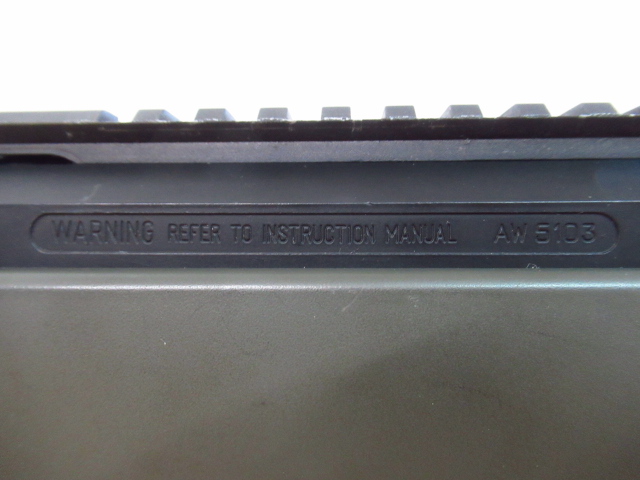 WARNING REFER TO INSTRUCTION MANUAL AW 5103